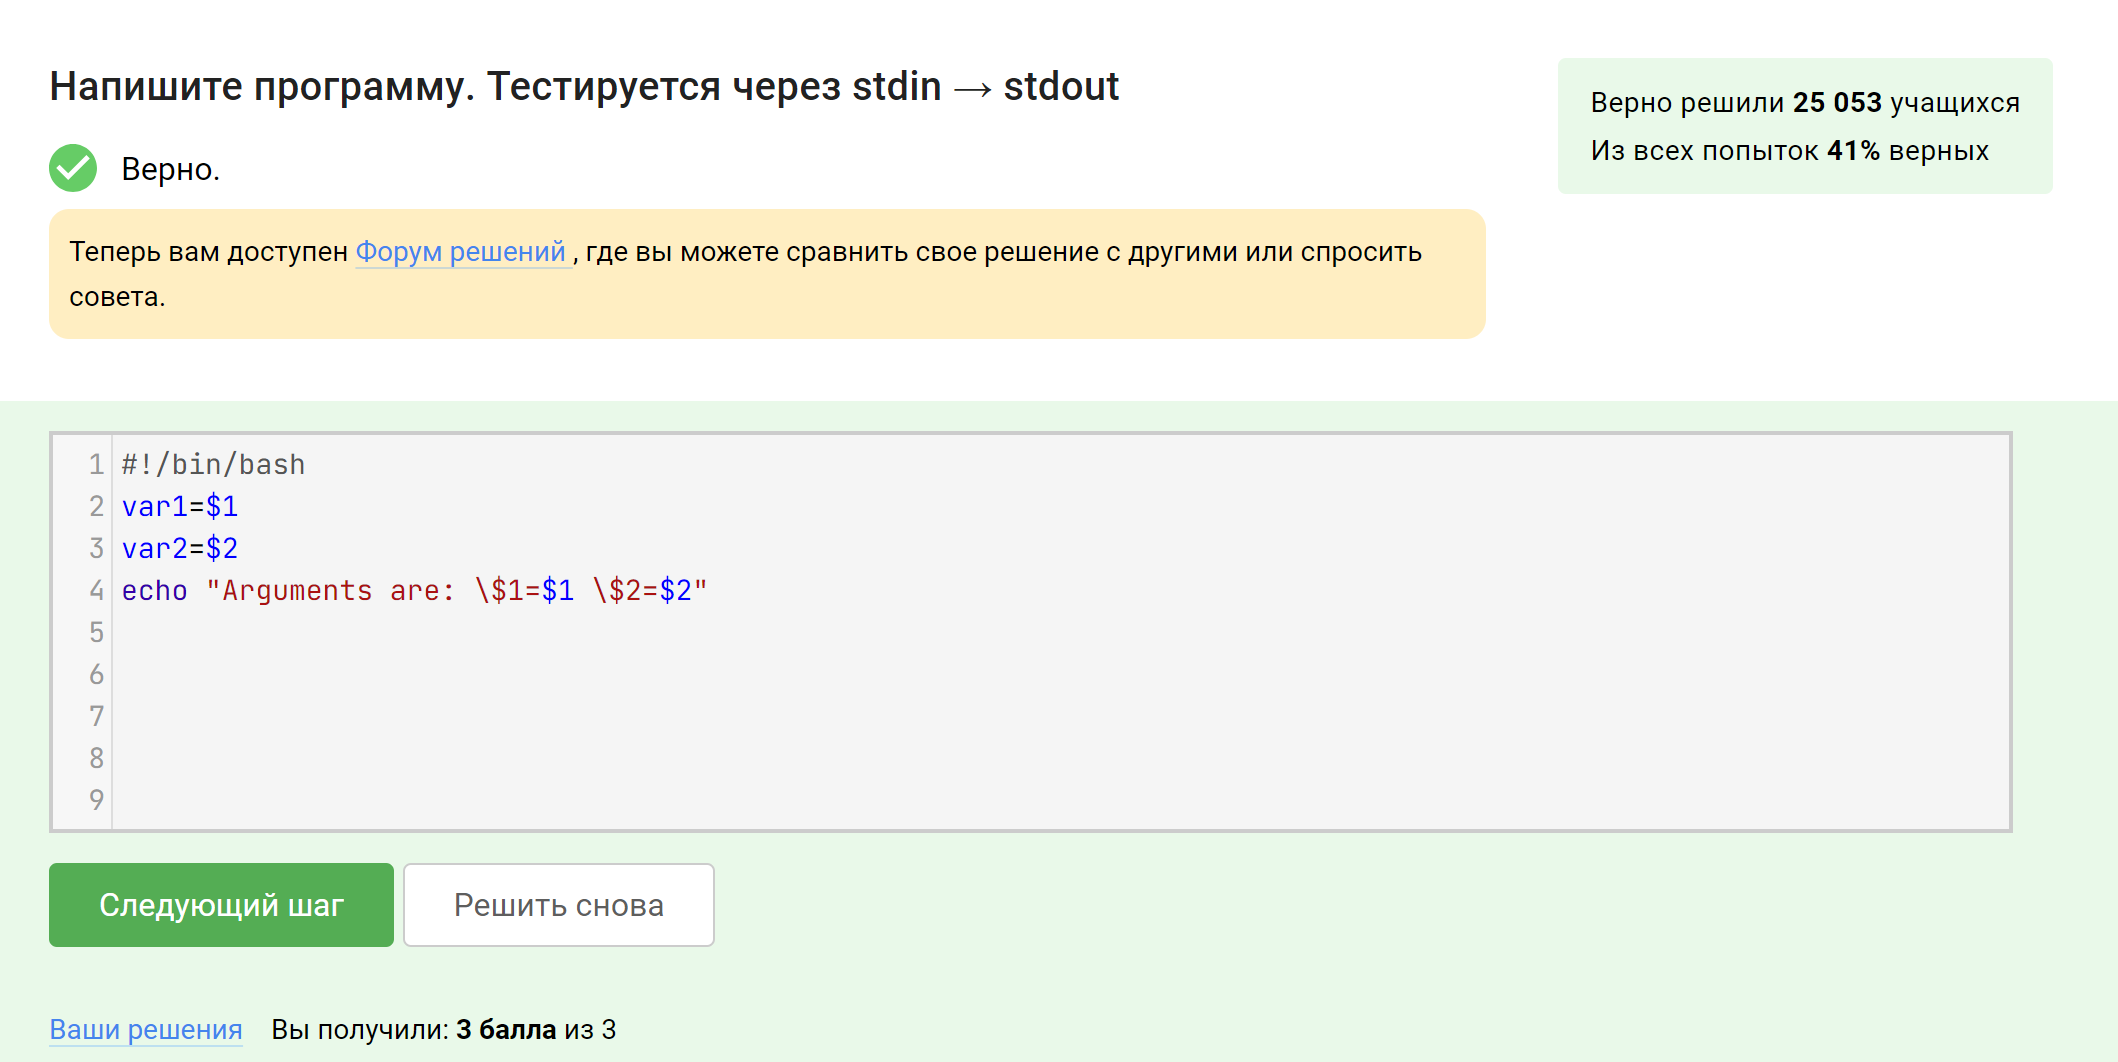 Напишите программу. Тестируется через stdin → stdout
Верно решили 25 053 учащихся
Из всех попыток 41% верных
Верно.
Теперь вам доступен Форум решений , где вы можете сравнить свое решение с другими или спросить
совета.
1 #!/bin/bash
2 var1=$1
3 var2=$2
4 echo "Arguments are: \$1=$1 \$2=$2"
5
6
7
8
9
Следующий шаг Решить снова
Ваши решения Вы получили: 3 балла из 3